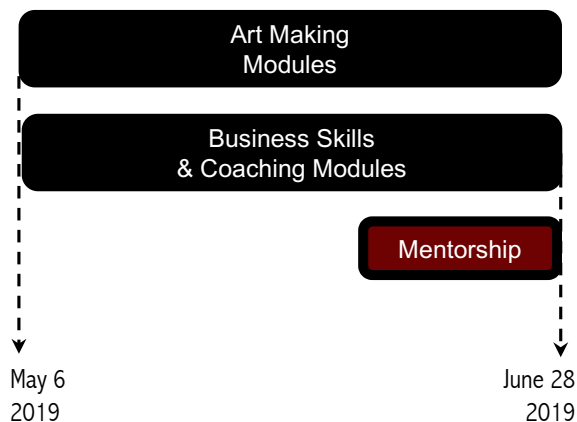 Art Making
Modules
Business Skills
& Coaching Modules
Mentorship
May 6
2019
June 28
2019